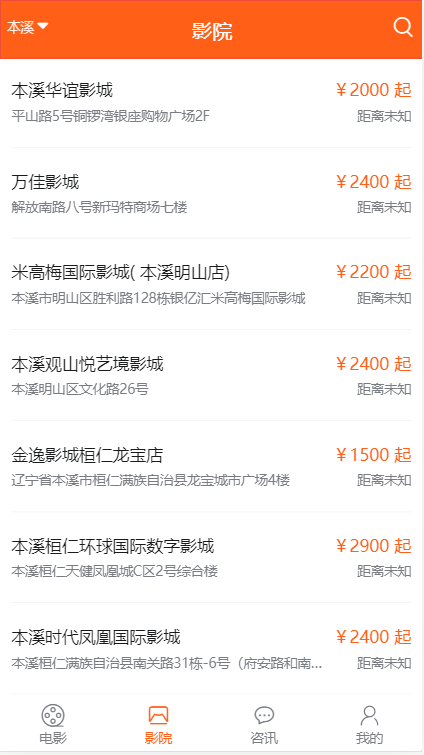 本溪
影院
本溪华谊影城 ￥2000 起
平山路5号铜锣湾银座购物广场2F 距离未知
万佳影城 ￥2400 起
解放南路八号新玛特商场七楼 距离未知
米高梅国际影城( 本溪明山店) ￥2200 起
本溪市明山区胜利路128栋银亿汇米高梅国际影城 距离未知
本溪观山悦艺境影城 ￥2400 起
本溪明山区文化路26号 距离未知
金逸影城桓仁龙宝店 ￥1500 起
辽宁省本溪市桓仁满族自治县龙宝城市广场4楼 距离未知
本溪桓仁环球国际数字影城 ￥2900 起
本溪桓仁天健凤凰城C区2号综合楼 距离未知
本溪时代凤凰国际影城 ￥2400 起
本溪桓仁满族自治县南关路31栋-6号（府安路和南... 距离未知
电影 影院 咨讯 我的